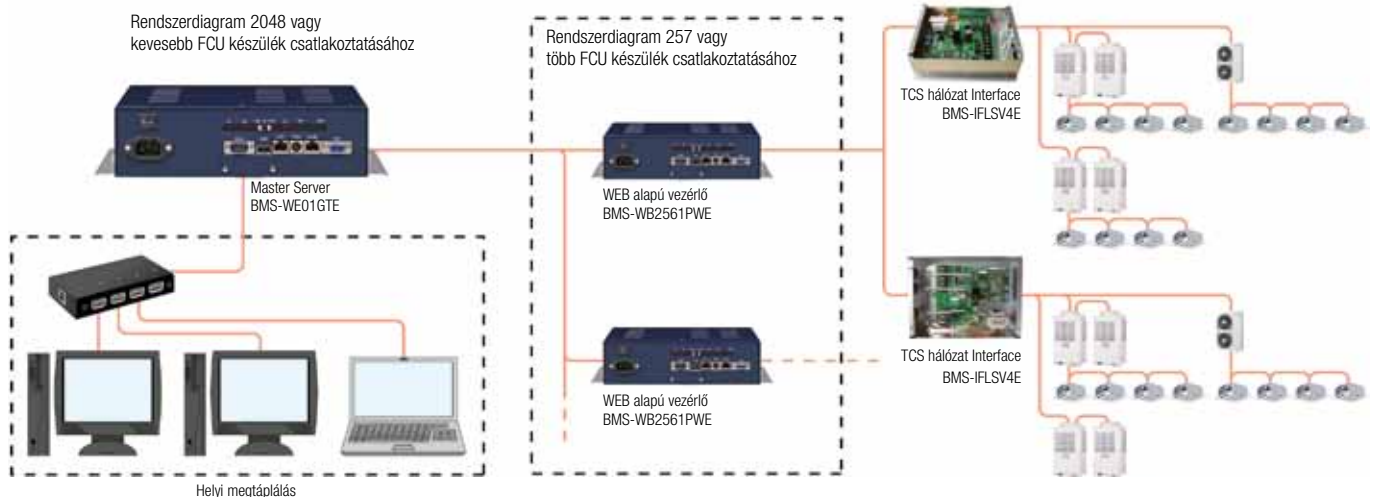 Rendszerdiagram 2048 vagy
kevesebb FCU készülék csatlakoztatásához
Rendszerdiagram 257 vagy
több FCU készülék csatlakoztatásához
TCS hálózat Interface
BMS-IFLSV4E
Master Server
BMS-WE01GTE
WEB alapú vezérlő
BMS-WB2561PWE
TCS hálózat Interface
BMS-IFLSV4E
WEB alapú vezérlő
BMS-WB2561PWE
Helyi megtáplálás